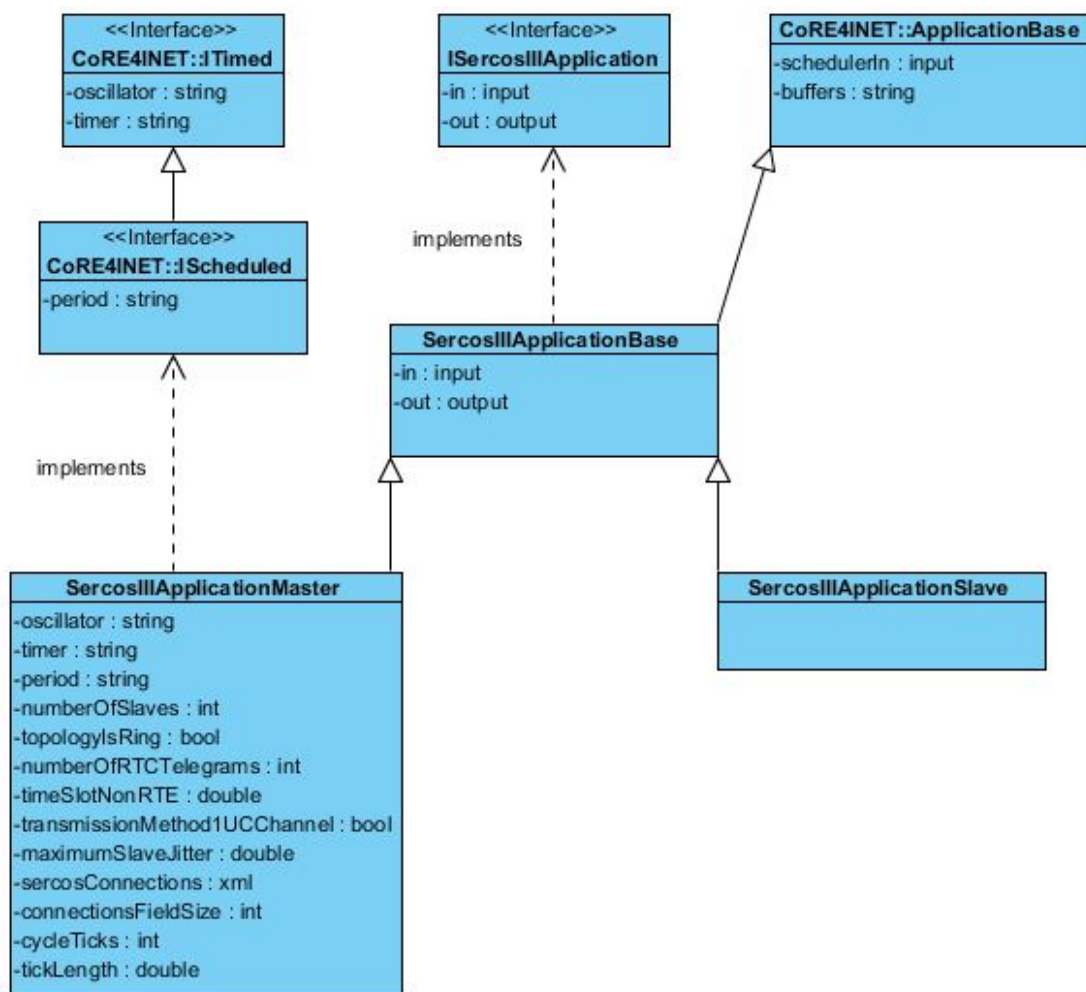 <<Interface>>
CoRE4INET::ITimed
-oscillator : string
-timer : string
<<Interface>>
ISercosIIIApplication
-in : input
-out : output
CoRE4INET::ApplicationBase
-schedulerIn : input
-buffers : string
<<Interface>>
CoRE4INET::IScheduled
-period : string
implements
SercosIIIApplicationBase
-in : input
-out : output
implements
SercosIIIApplicationMaster
-oscillator : string
-timer : string
-period : string
-numberOfSlaves : int
-topologyIsRing : bool
-numberOfRTCTelegrams : int
-timeSlotNonRTE : double
-transmissionMethod1UCChannel : bool
-maximumSlaveJitter : double
-sercosConnections : xml
-connectionsFieldSize : int
-cycleTicks : int
-tickLength : double
SercosIIIApplicationSlave